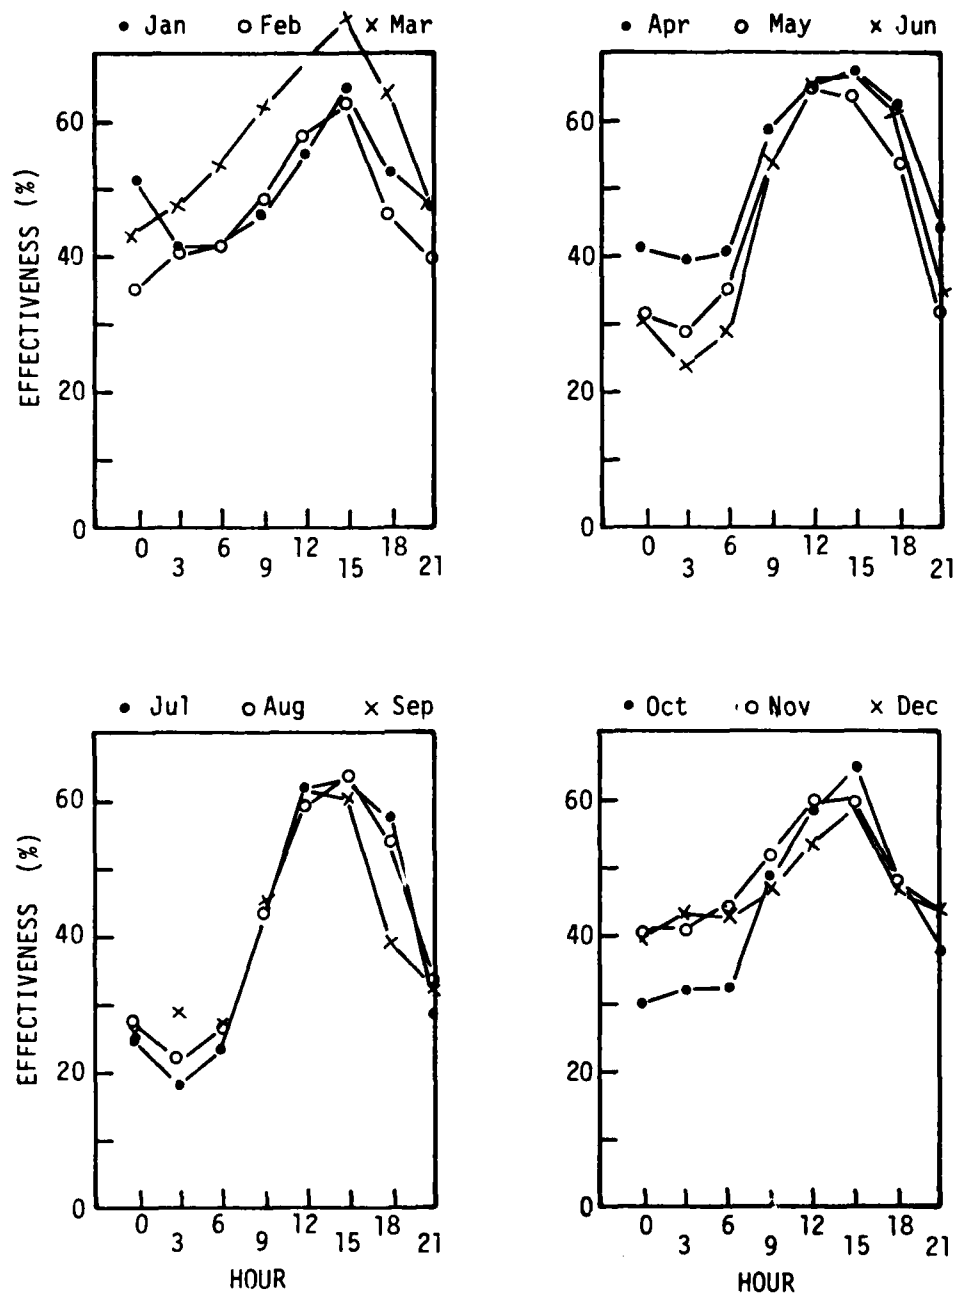 • Jan o Feb x Mar
• Apr o May x Jun
EFFECTIVENESS (%)
60
40
20
0
0 3 6 9 12 15 18 21
60
40
20
0
0 3 6 9 12 15 18 21
• Jul o Aug x Sep
• Oct o Nov x Dec
EFFECTIVENESS (%)
60
40
20
0
0 3 6 9 12 15 18 21
HOUR
60
40
20
0
0 3 6 9 12 15 18 21
HOUR